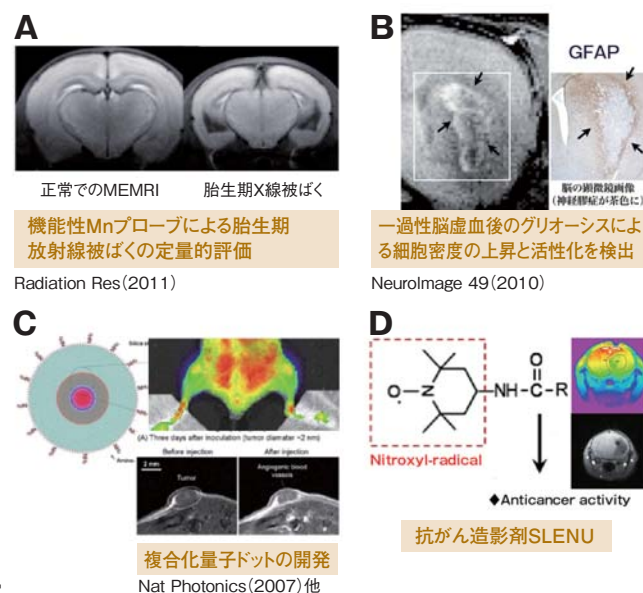 A
正常でのMEMRI
胎生期X線被ばく
機能性Mnプローブによる胎生期
放射線被ばくの定量的評価
Radiation Res(2011)
B
GFAP
脳の顕微鏡画像
(神経膠症が茶色に)
一過性脳虚血後のグリオーシスによ
る細胞密度の上昇と活性化を検出
NeuroImage 49(2010)
C
(A) Three days after inoculation (tumor diamater ~2 nm)
Before injection
After injection
2 mm
Tumor
Angiogenic blood
vessels
複合化量子ドットの開発
Nat Photonics(2007)他
D
O
O· N NH C R
Nitroxyl-radical
◆Anticancer activity
抗がん造影剤SLENU